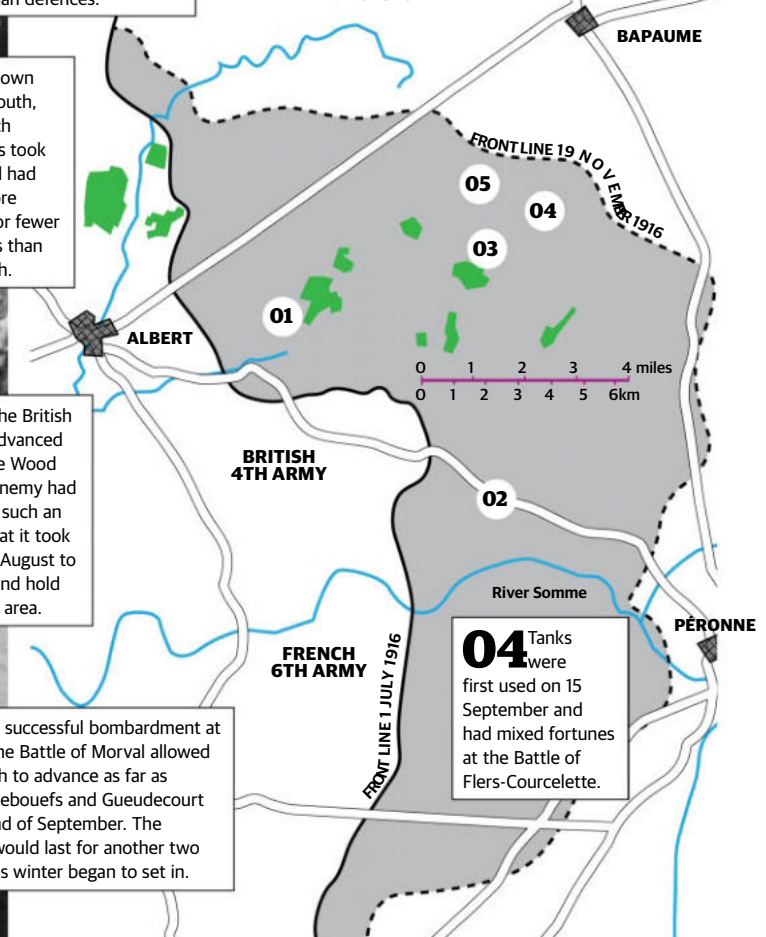 an defences.
BAPAUME
own
outh,
th
s took
d had
ore
or fewer
s than
h.
FRONT LINE 19 NOVEMBER 1916
05
04
03
01
ALBERT
0 1 2 3 4 miles
0 1 2 3 4 5 6km
he British
dvanced
e Wood
nemy had
such an
at it took
August to
nd hold
area.
BRITISH
4TH ARMY
02
River Somme
FRENCH
6TH ARMY
FRONT LINE 1 JULY 1916
PÉRONNE
04 Tanks
were
first used on 15
September and
had mixed fortunes
at the Battle of
Flers-Courcelette.
successful bombardment at
he Battle of Morval allowed
h to advance as far as
ebouefs and Gueudecourt
d of September. The
would last for another two
s winter began to set in.